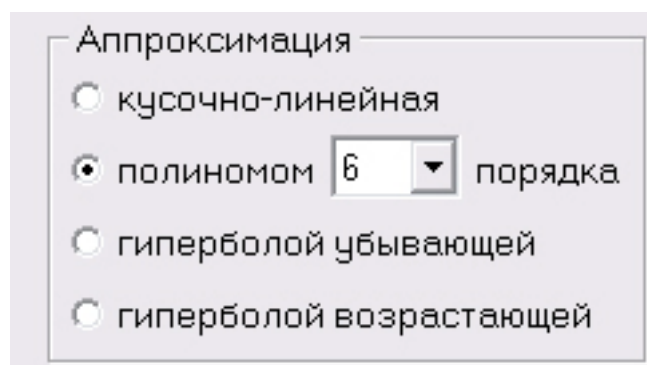 Аппроксимация
кусочно-линейная
полиномом 6 порядка
гиперболой убывающей
гиперболой возрастающей